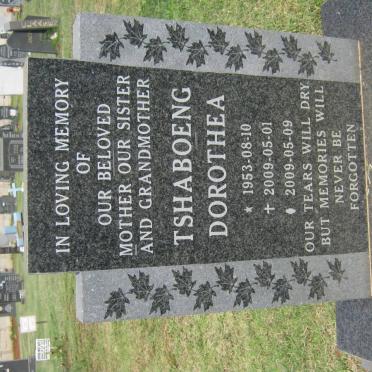 IN LOVING MEMORY
OF
OUR BELOVED
MOTHER OUR SISTER
AND GRANDMOTHER
TSHABOENG
DOROTHEA
★ 1953-08-10
✝ 2009-05-01
⚱ 2009-05-09
OUR TEARS WILL DRY
BUT MEMORIES WILL
NEVER BE
FORGOTTEN